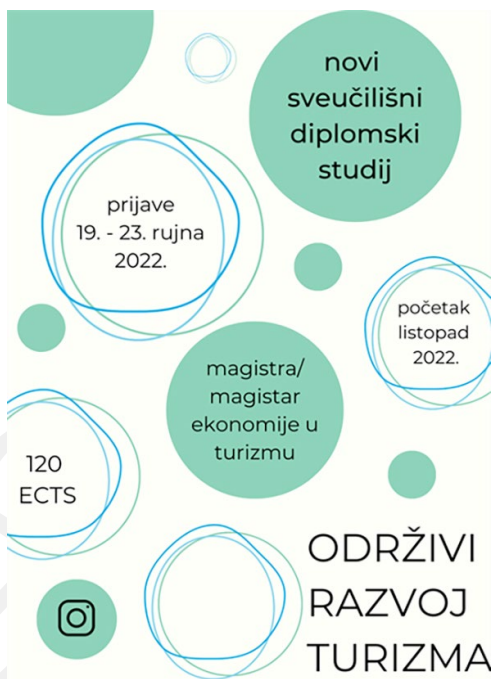 novi
sveučilišni
diplomski
studij
prijave
19. - 23. rujna
2022.
početak
listopad
2022.
magistra/
magistar
ekonomije u
turizmu
120
ECTS
ODRŽIVI
RAZVOJ
TURIZMA